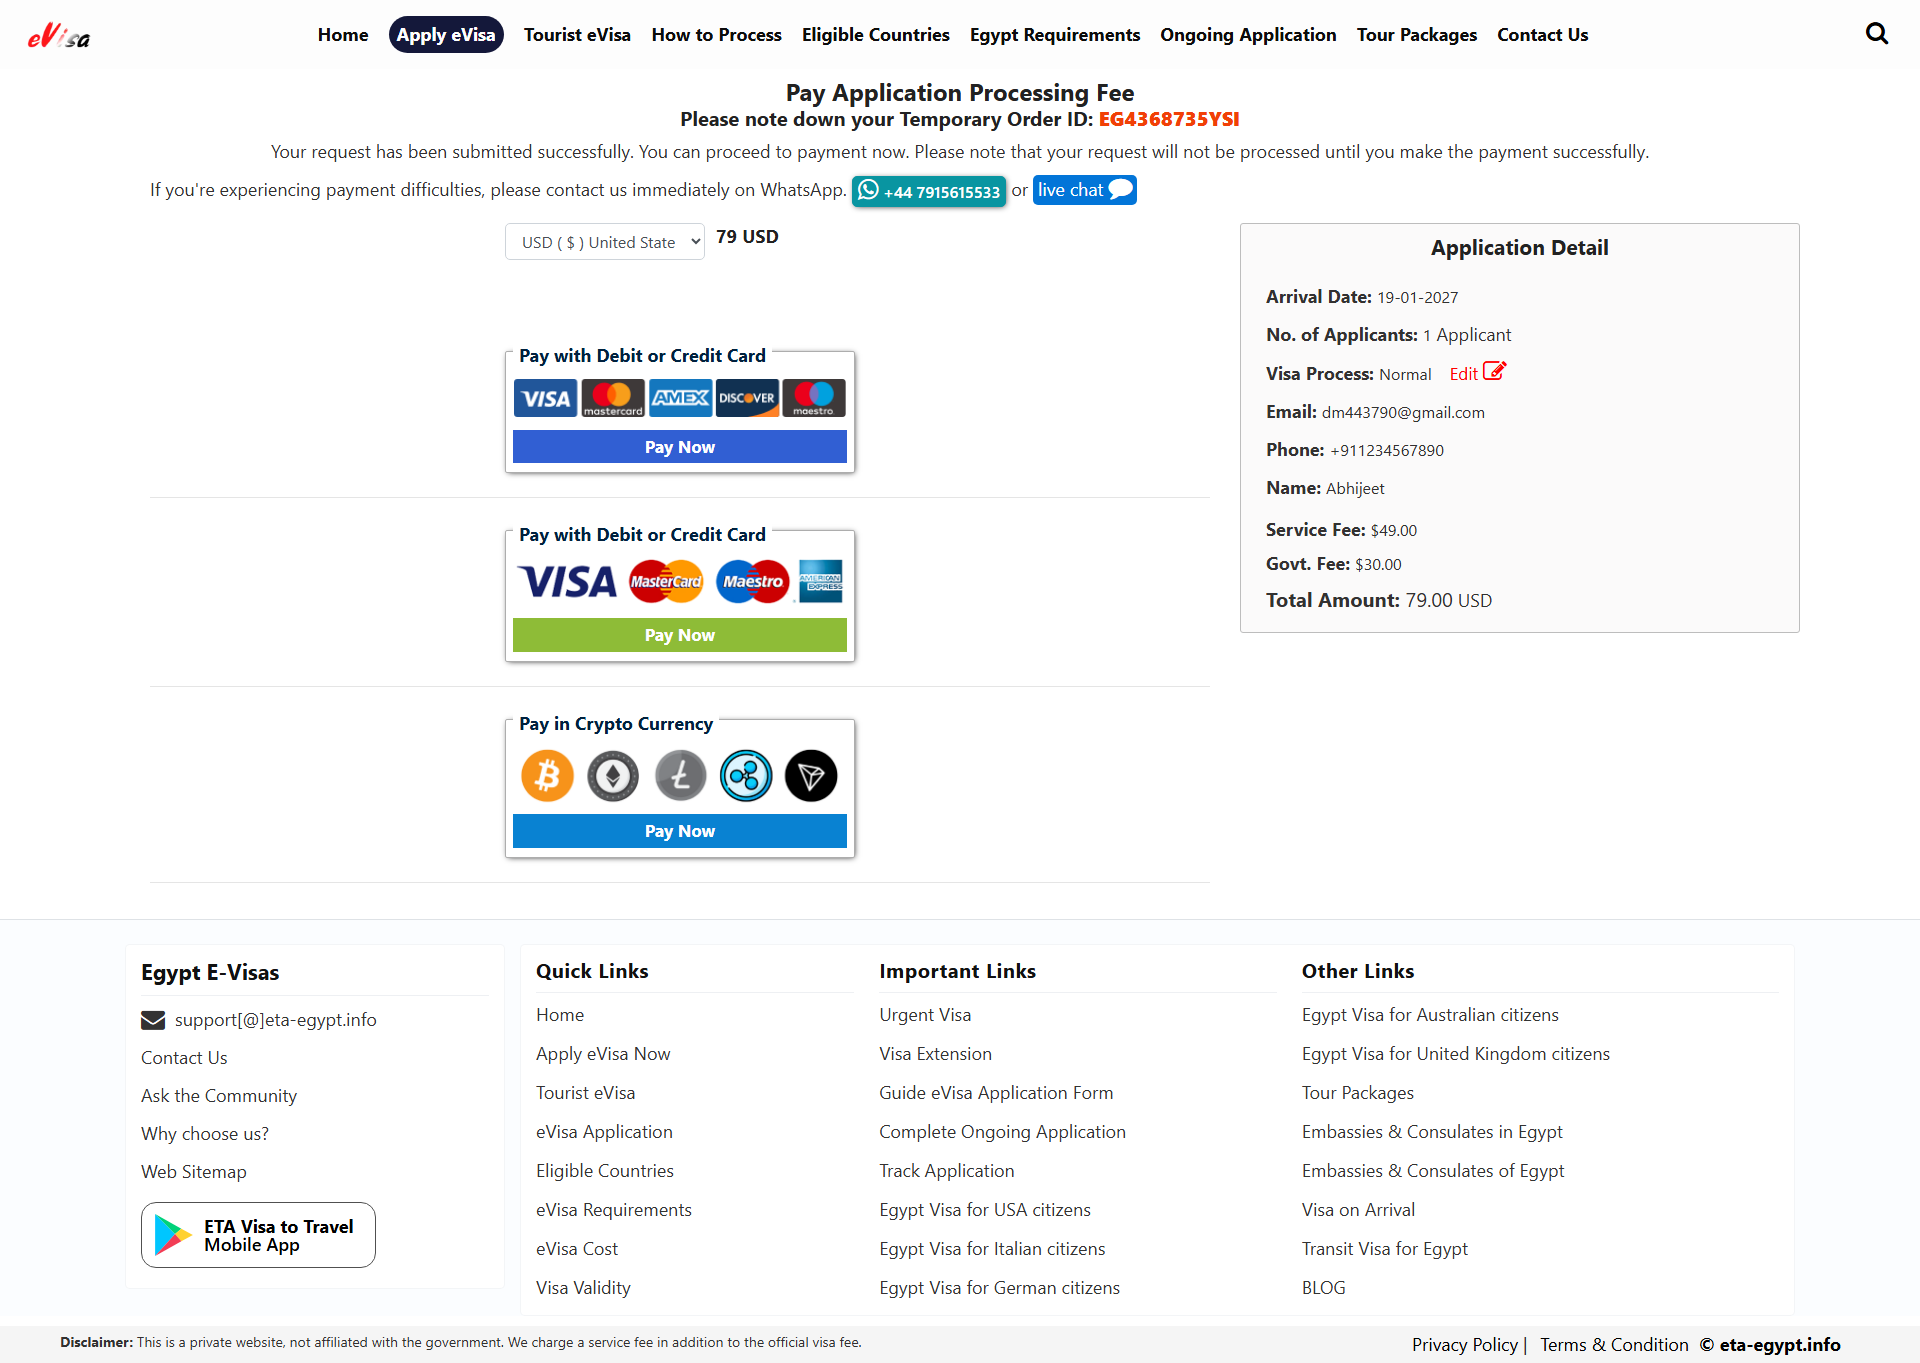 eVisa
Home Apply eVisa Tourist eVisa How to Process Eligible Countries Egypt Requirements Ongoing Application Tour Packages Contact Us
Pay Application Processing Fee
Please note down your Temporary Order ID: EG4368735YSI
Your request has been submitted successfully. You can proceed to payment now. Please note that your request will not be processed until you make the payment successfully.
If you're experiencing payment difficulties, please contact us immediately on WhatsApp. +44 7915615533 or live chat
USD ( $ ) United State 79 USD
Pay with Debit or Credit Card
VISA mastercard AMEX DISCOVER maestro
Pay Now
Pay with Debit or Credit Card
VISA MasterCard Maestro AMERICAN EXPRESS
Pay Now
Pay in Crypto Currency
Pay Now
Application Detail
Arrival Date: 19-01-2027
No. of Applicants: 1 Applicant
Visa Process: Normal Edit
Email: dm443790@gmail.com
Phone: +911234567890
Name: Abhijeet
Service Fee: $49.00
Govt. Fee: $30.00
Total Amount: 79.00 USD
Egypt E-Visas
support[@]eta-egypt.info
Contact Us
Ask the Community
Why choose us?
Web Sitemap
ETA Visa to Travel
Mobile App
Quick Links
Home
Apply eVisa Now
Tourist eVisa
eVisa Application
Eligible Countries
eVisa Requirements
eVisa Cost
Visa Validity
Important Links
Urgent Visa
Visa Extension
Guide eVisa Application Form
Complete Ongoing Application
Track Application
Egypt Visa for USA citizens
Egypt Visa for Italian citizens
Egypt Visa for German citizens
Other Links
Egypt Visa for Australian citizens
Egypt Visa for United Kingdom citizens
Tour Packages
Embassies & Consulates in Egypt
Embassies & Consulates of Egypt
Visa on Arrival
Transit Visa for Egypt
BLOG
Disclaimer: This is a private website, not affiliated with the government. We charge a service fee in addition to the official visa fee.
Privacy Policy | Terms & Condition © eta-egypt.info